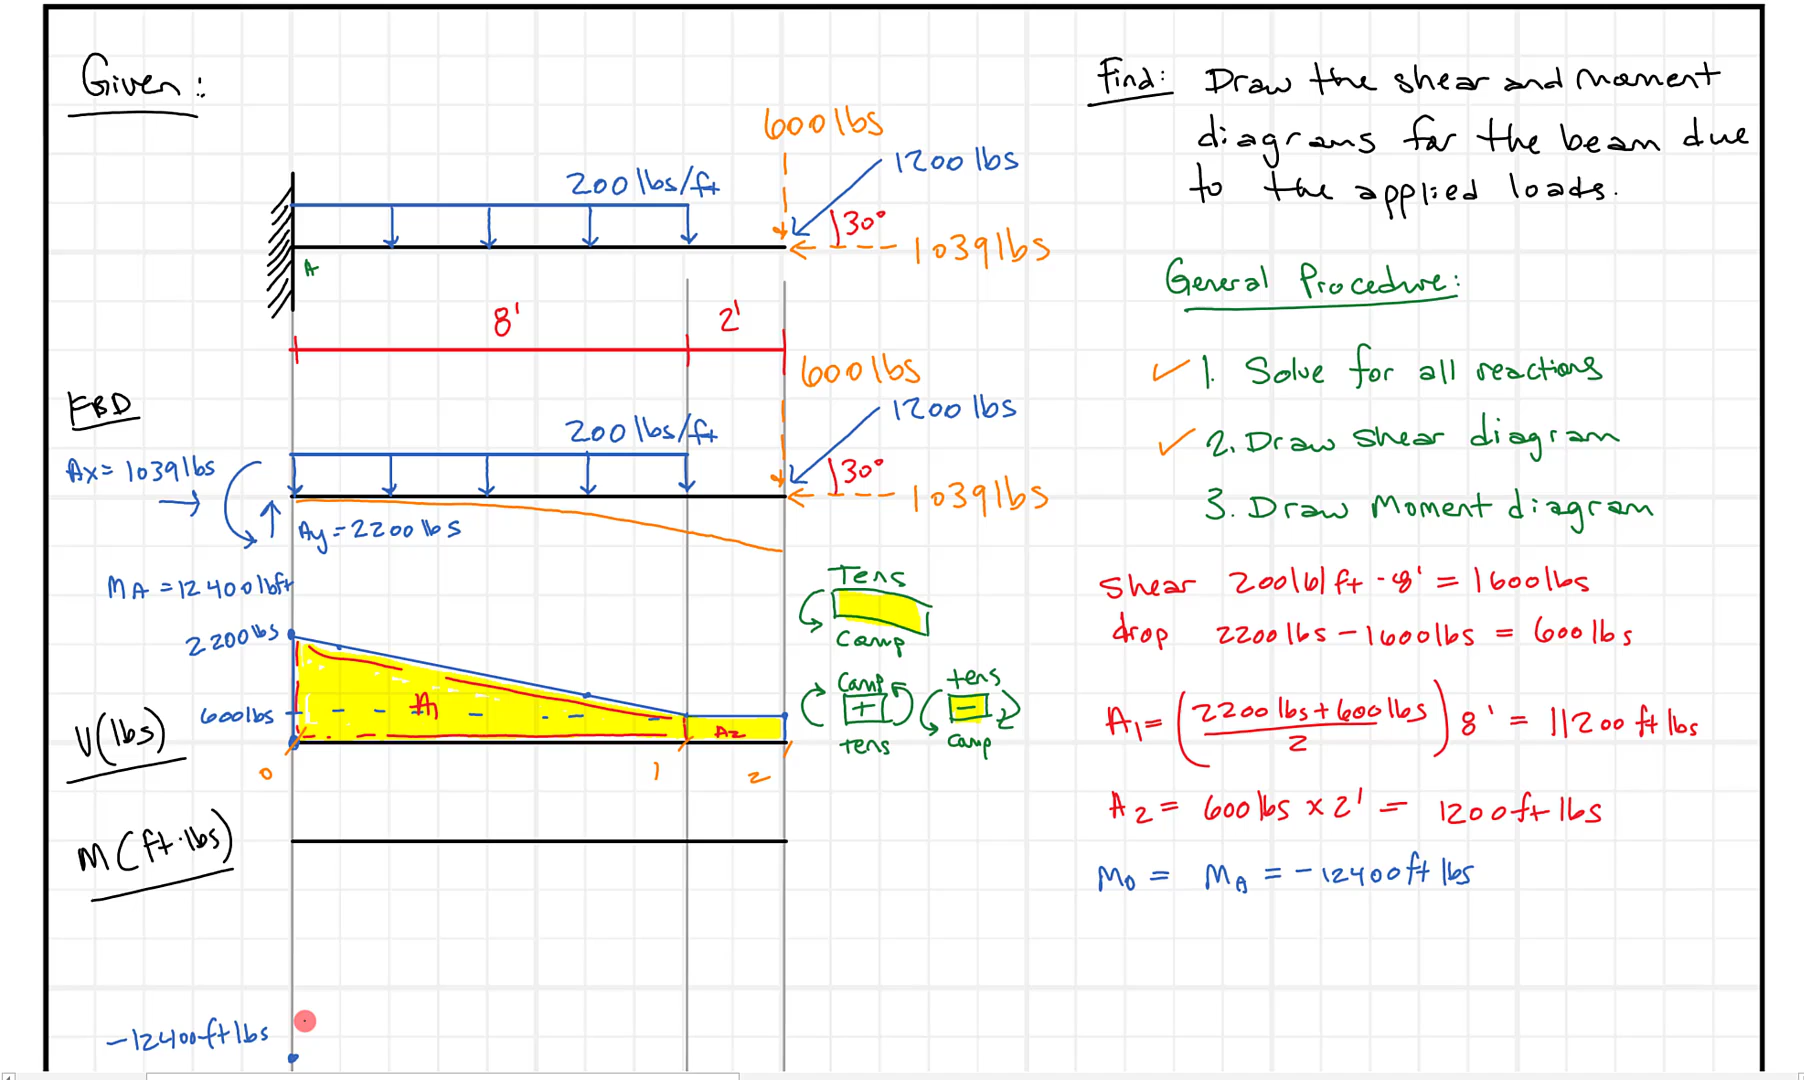 Given:
600 lbs
1200 lbs
200 lbs/ft
30°
1039 lbs
A
8'
2'
FBD
600 lbs
1200 lbs
200 lbs/ft
Ax = 1039 lbs
30°
1039 lbs
Ay = 2200 lbs
MA = 12400 lbft
Tens
Comp
2200 lbs
Comp
+
tens
tens
-
Comp
600 lbs
A1
A2
V(lbs)
0
1
2
M(ft·lbs)
-12400 ft lbs
Find: Draw the shear and moment
diagrams for the beam due
to the applied loads.
General Procedure:
✓ 1. Solve for all reactions
✓ 2. Draw shear diagram
3. Draw Moment diagram
Shear 200 lb/ft · 8' = 1600 lbs
drop 2200 lbs - 1600 lbs = 600 lbs
A1 = (2200 lbs + 600 lbs / 2) 8' = 11200 ft lbs
A2 = 600 lbs x 2' = 1200 ft lbs
M0 = MA = -12400 ft lbs